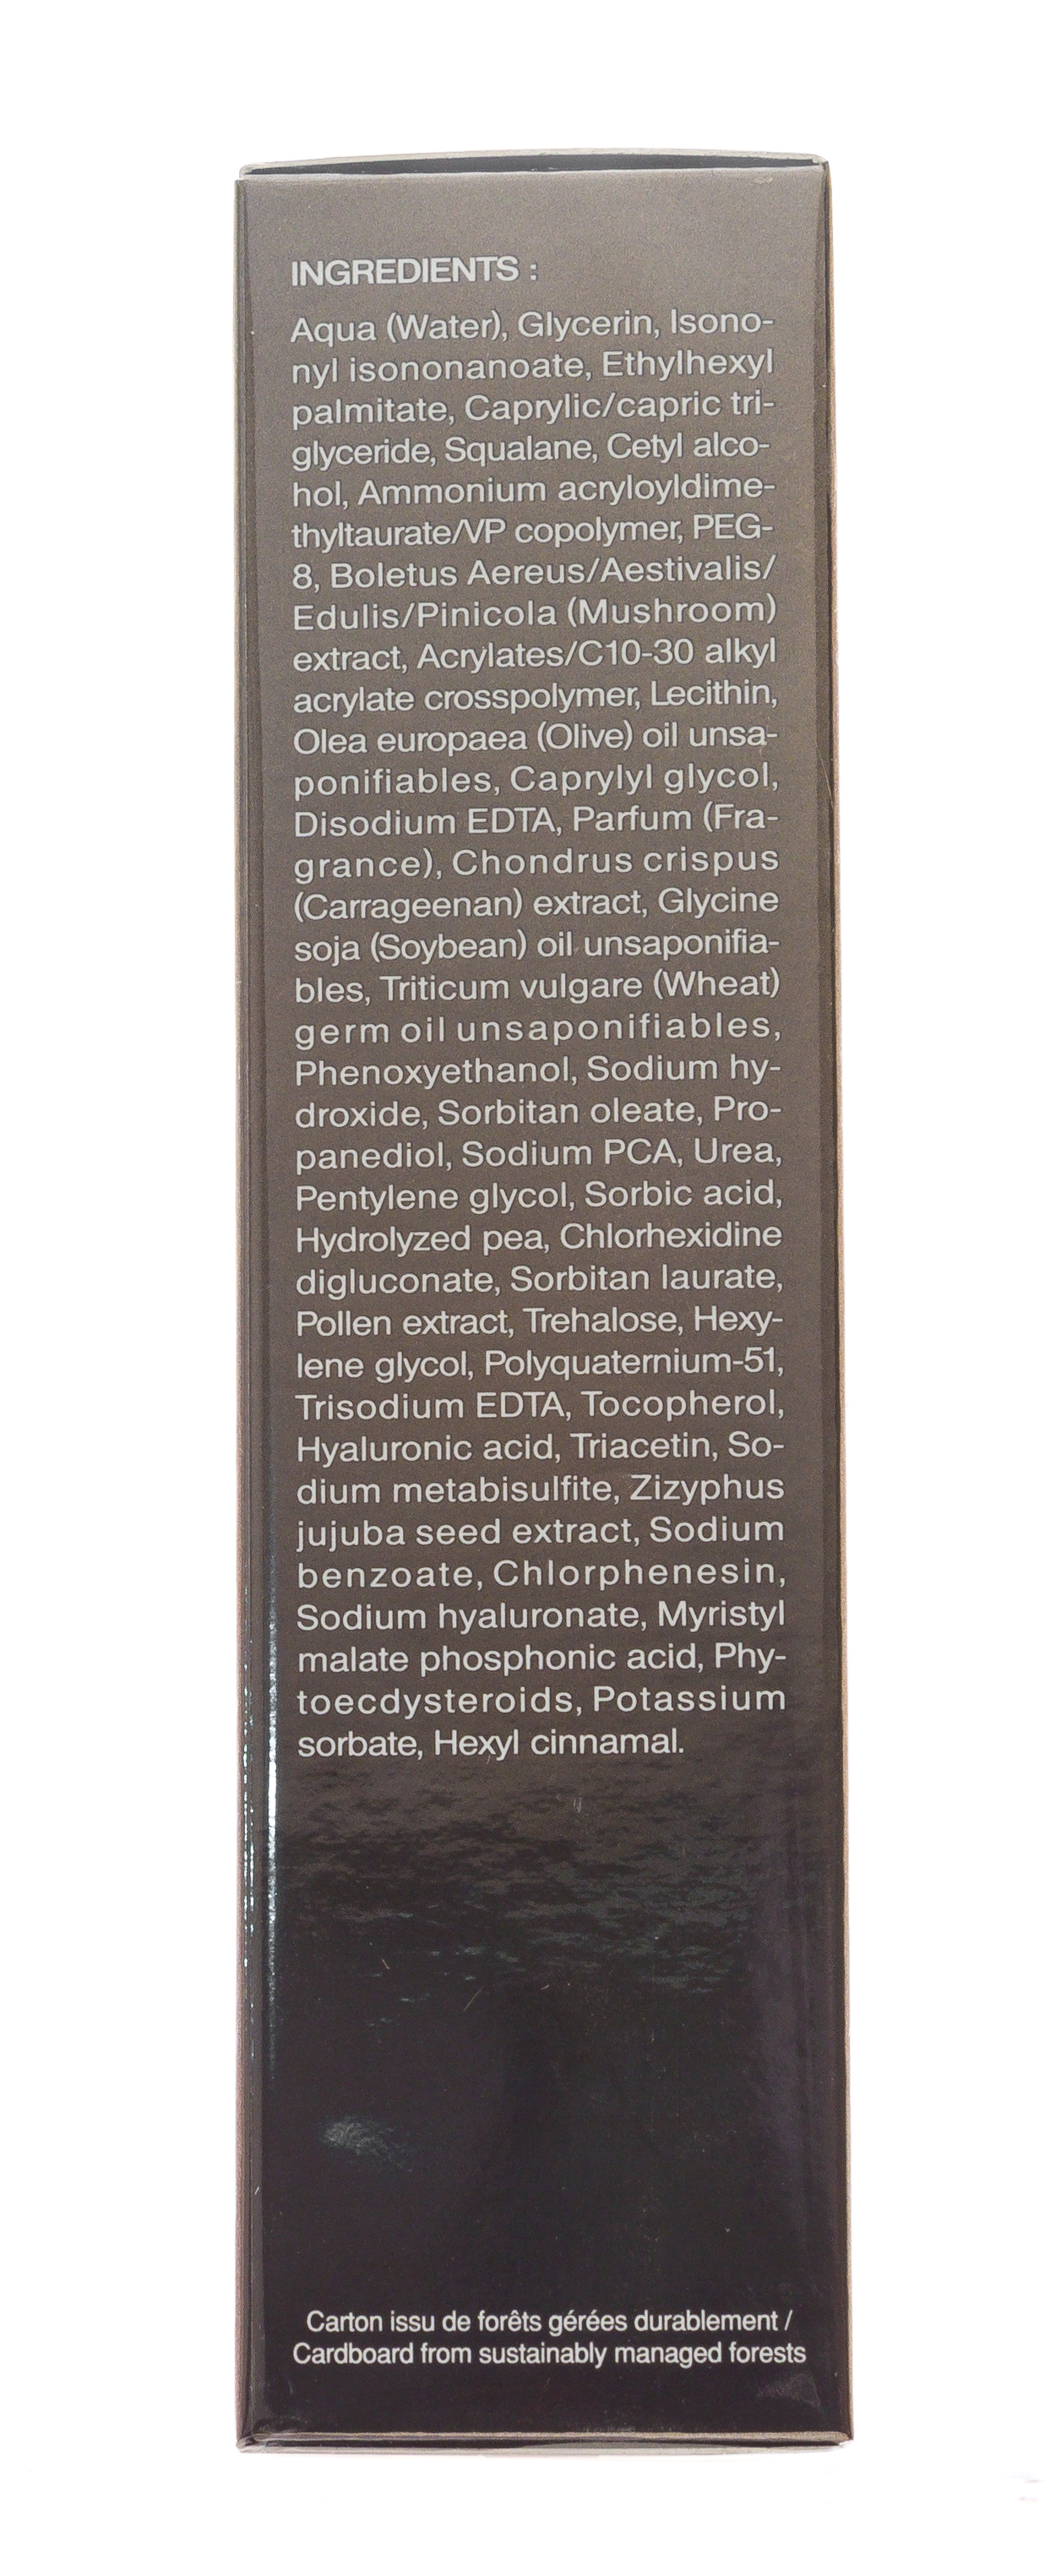 INGREDIENTS :
Aqua (Water), Glycerin, Isono-
nyl isononanoate, Ethylhexyl
palmitate, Caprylic/capric tri-
glyceride, Squalane, Cetyl alco-
hol, Ammonium acryloyldime-
thyltaurate/VP copolymer, PEG-
8, Boletus Aereus/Aestivalis/
Edulis/Pinicola (Mushroom)
extract, Acrylates/C10-30 alkyl
acrylate crosspolymer, Lecithin,
Olea europaea (Olive) oil unsa-
ponifiables, Caprylyl glycol,
Disodium EDTA, Parfum (Fra-
grance), Chondrus crispus
(Carrageenan) extract, Glycine
soja (Soybean) oil unsaponifia-
bles, Triticum vulgare (Wheat)
germ oil unsaponifiables,
Phenoxyethanol, Sodium hy-
droxide, Sorbitan oleate, Pro-
panediol, Sodium PCA, Urea,
Pentylene glycol, Sorbic acid,
Hydrolyzed pea, Chlorhexidine
digluconate, Sorbitan laurate,
Pollen extract, Trehalose, Hexy-
lene glycol, Polyquaternium-51,
Trisodium EDTA, Tocopherol,
Hyaluronic acid, Triacetin, So-
dium metabisulfite, Zizyphus
jujuba seed extract, Sodium
benzoate, Chlorphenesin,
Sodium hyaluronate, Myristyl
malate phosphonic acid, Phy-
toecdysteroids, Potassium
sorbate, Hexyl cinnamal.
Carton issu de forêts gérées durablement /
Cardboard from sustainably managed forests